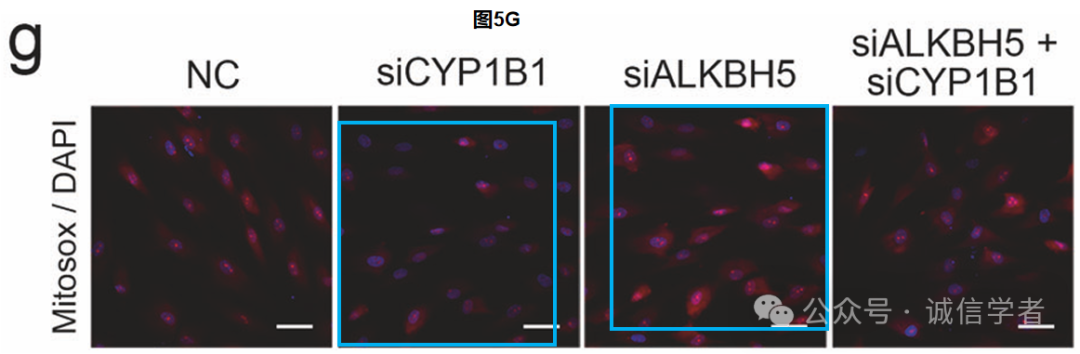 图5G
g
NC
siCYP1B1
siALKBH5
siALKBH5 +
siCYP1B1
Mitosox / DAPI
公众号 · 诚信学者